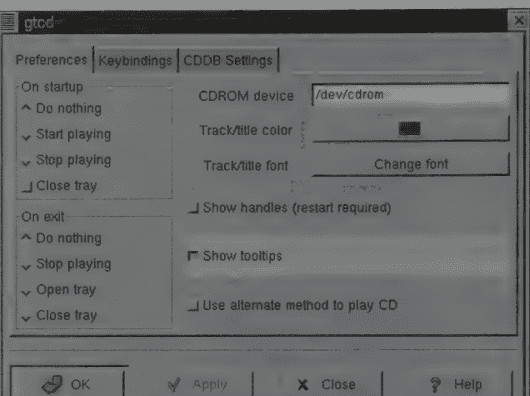 gtcd
Preferences Keybindings CDDB Settings
On startup
Do nothing
Start playing
Stop playing
Close tray
On exit
Do nothing
Stop playing
Open tray
Close tray
CDROM device /dev/cdrom
Track/title color
Track/title font Change font
Show handles (restart required)
Show tooltips
Use alternate method to play CD
OK Apply Close Help